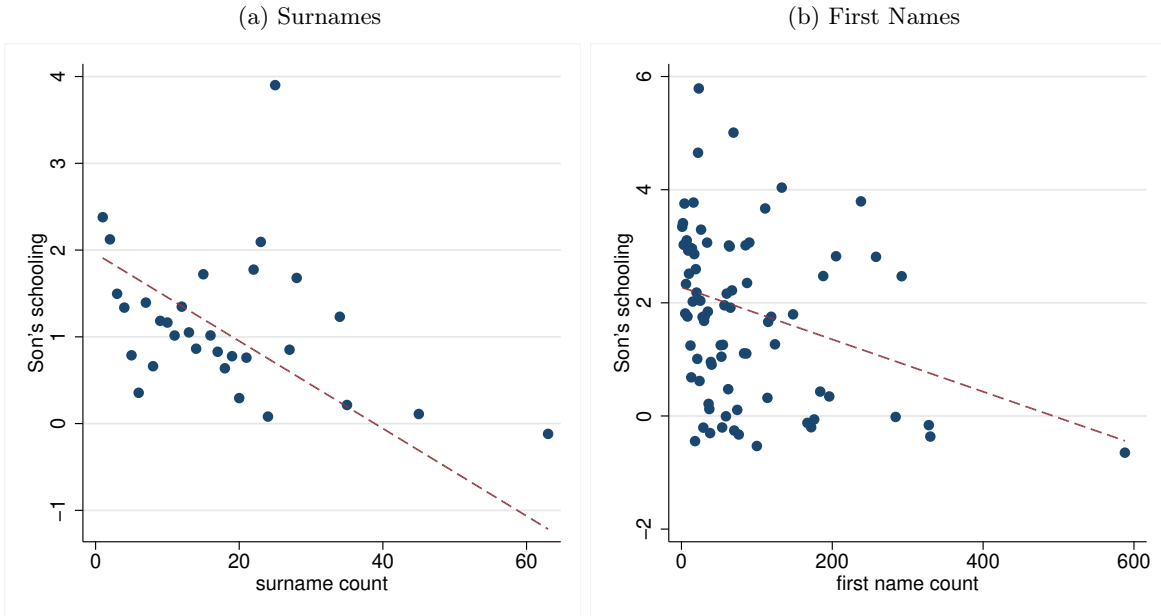 (a) Surnames
Son's schooling
4
3
2
1
0
−1
0 20 40 60
surname count
(b) First Names
Son's schooling
6
4
2
0
−2
0 200 400 600
first name count